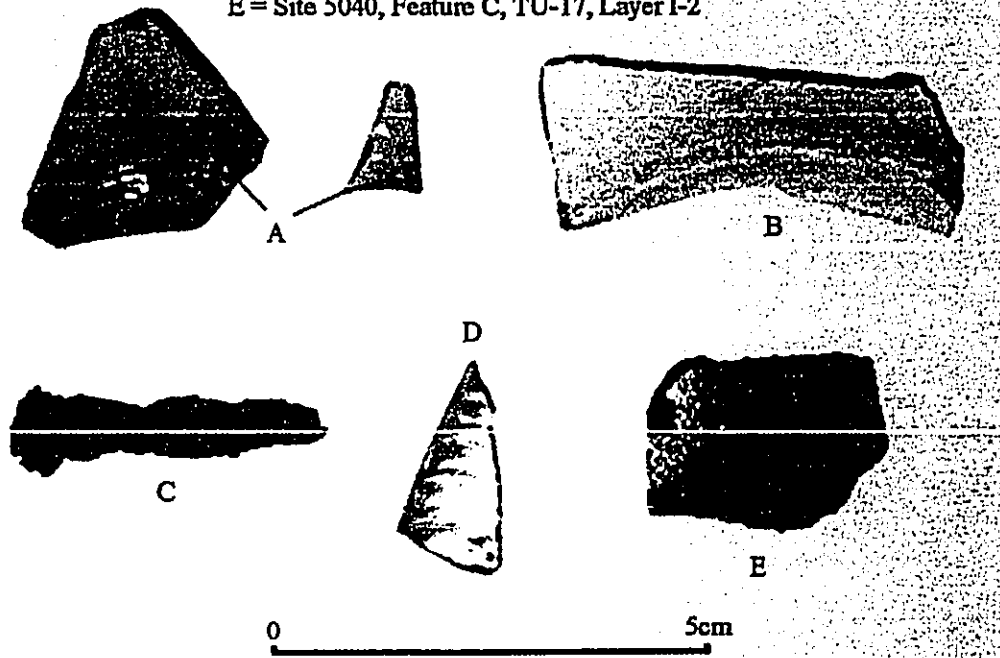 E = Site 5040, Feature C, TU-17, Layer I-2
A
B
D
C
E
0 5cm